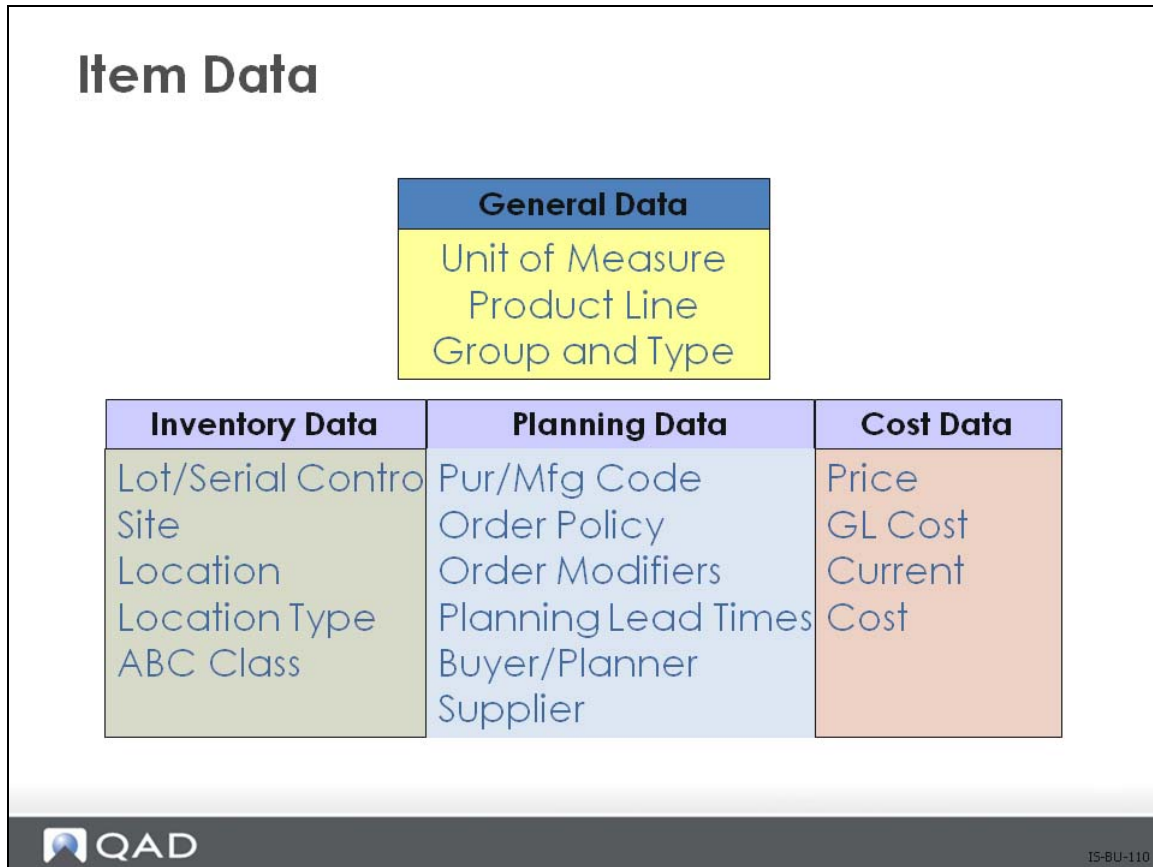 Item Data
General Data
Unit of Measure
Product Line
Group and Type
Inventory Data
Lot/Serial Contro
Site
Location
Location Type
ABC Class
Planning Data
Pur/Mfg Code
Order Policy
Order Modifiers
Planning Lead Times
Buyer/Planner
Supplier
Cost Data
Price
GL Cost
Current
Cost
QAD
IS-BU-110